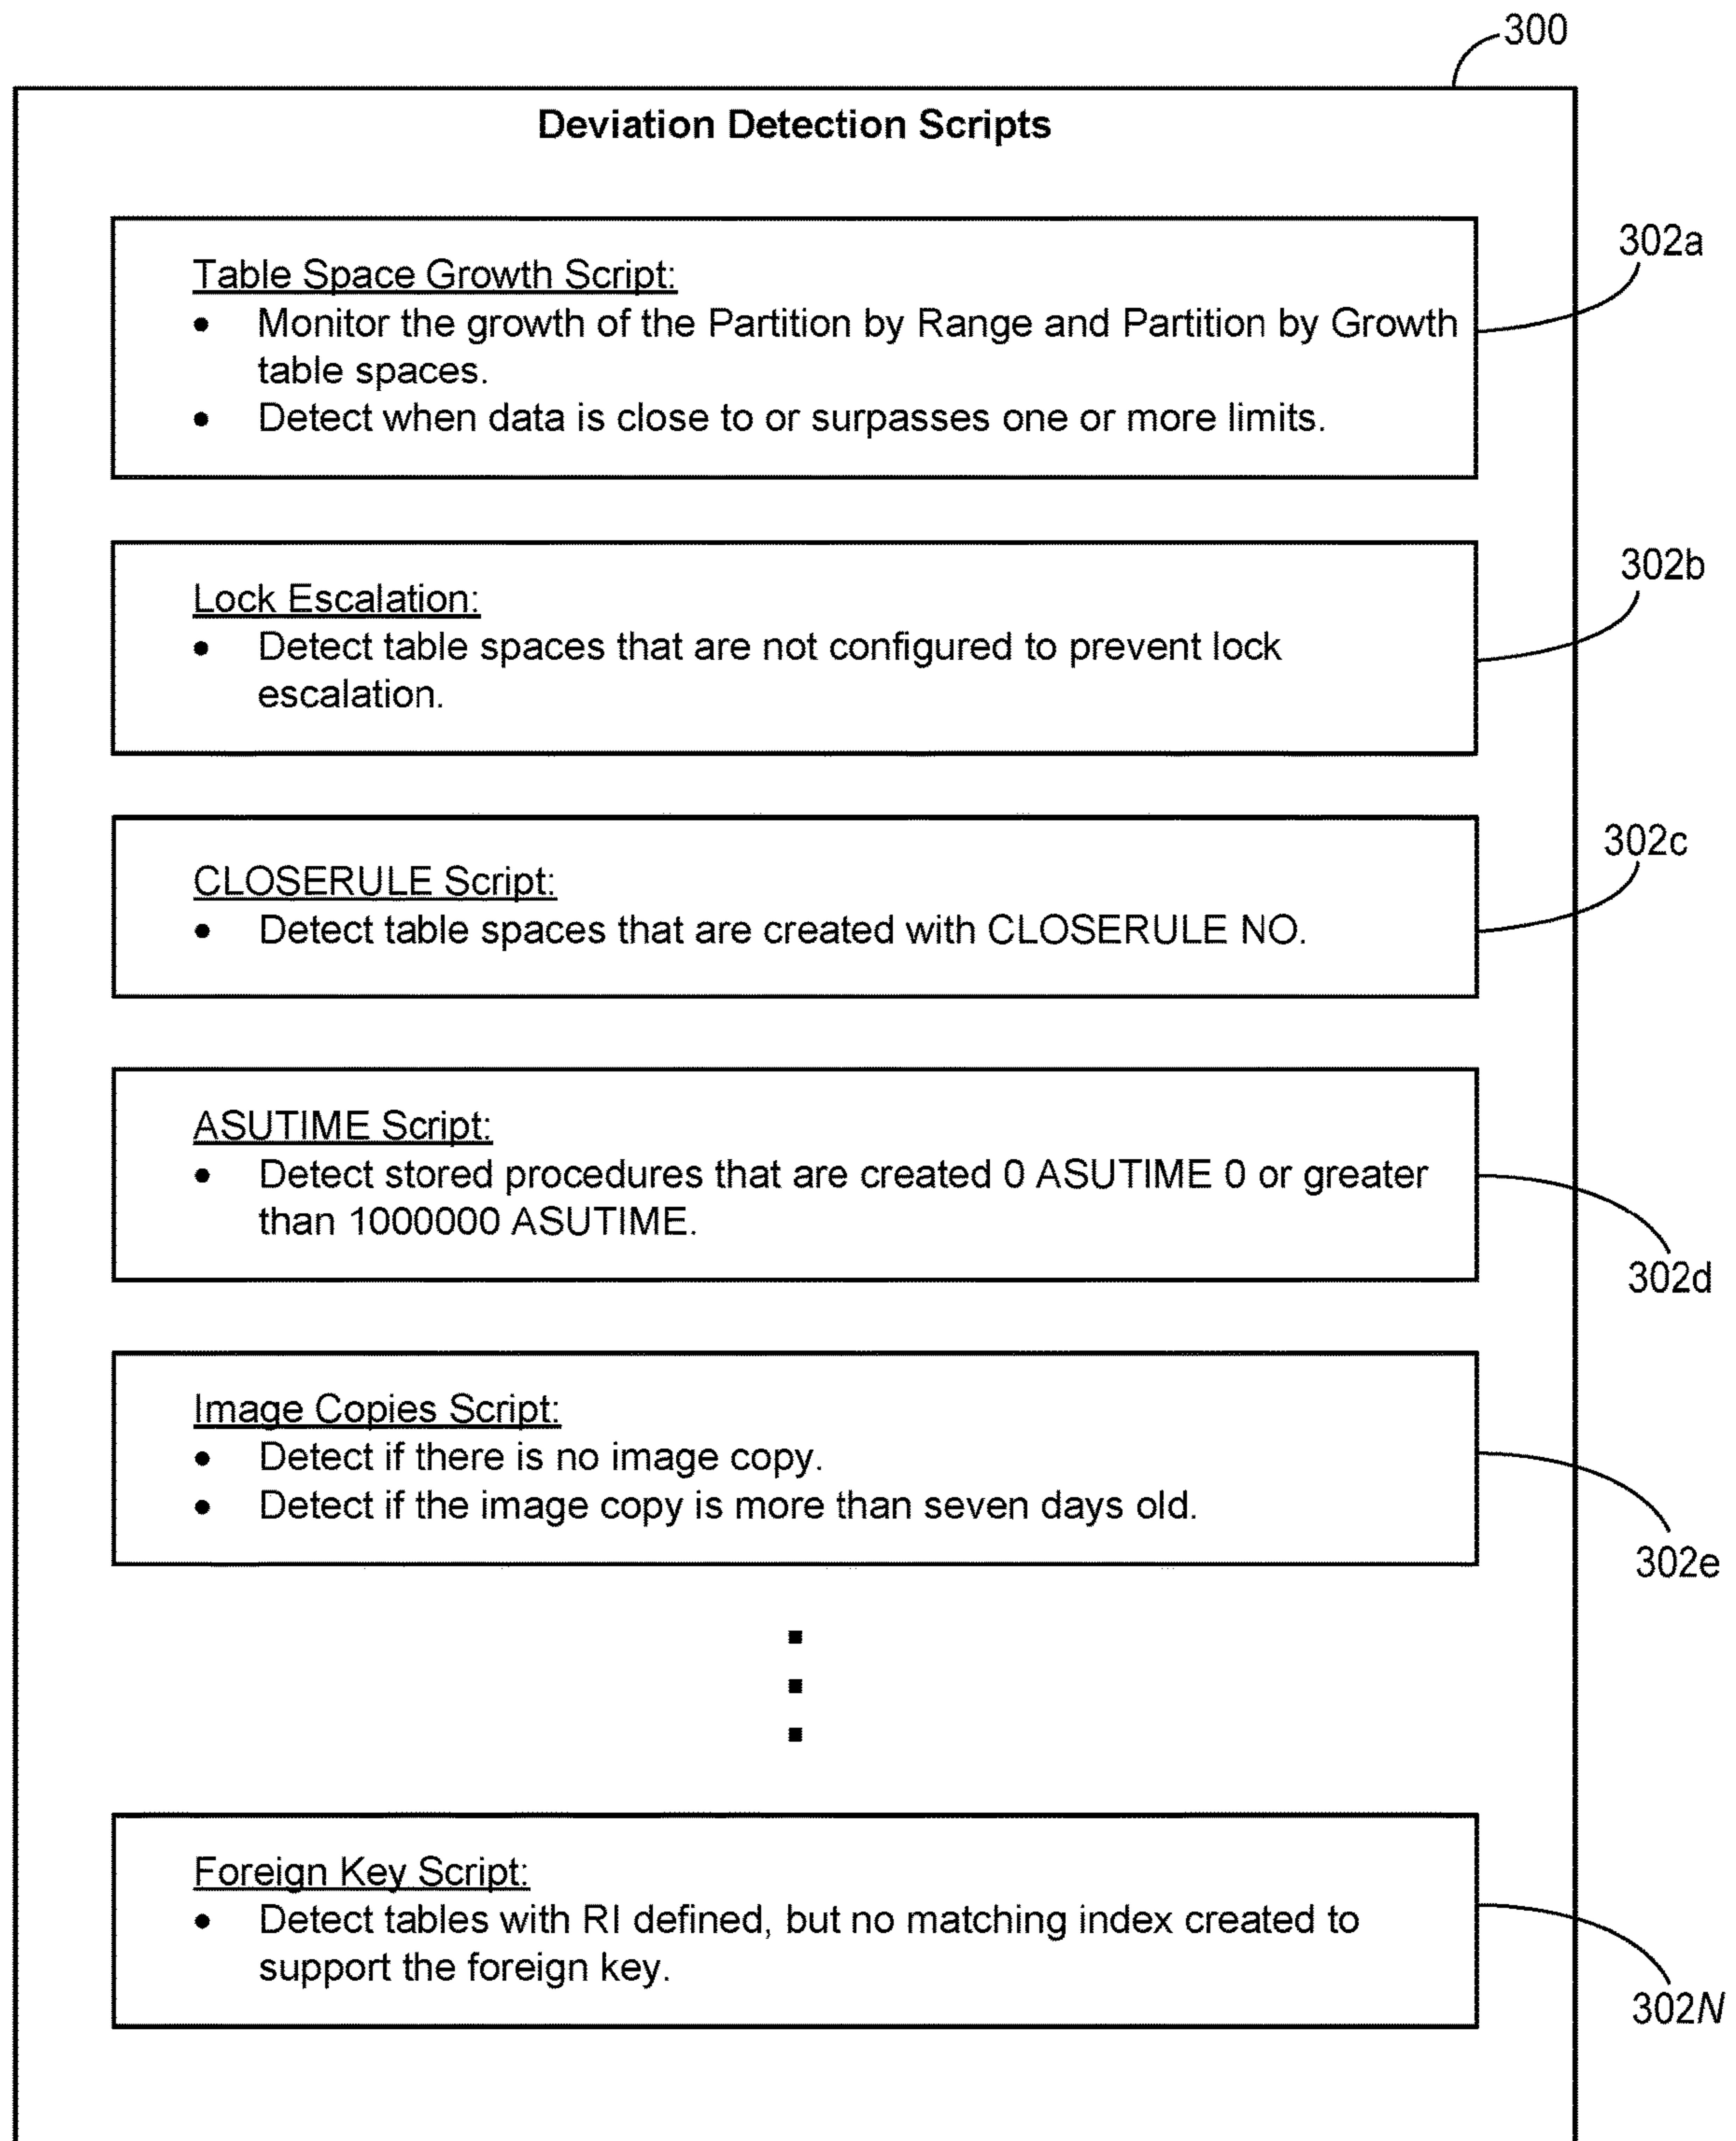 300
Deviation Detection Scripts
302a
Table Space Growth Script:
• Monitor the growth of the Partition by Range and Partition by Growth
table spaces.
• Detect when data is close to or surpasses one or more limits.
302b
Lock Escalation:
• Detect table spaces that are not configured to prevent lock
escalation.
302c
CLOSERULE Script:
• Detect table spaces that are created with CLOSERULE NO.
ASUTIME Script:
• Detect stored procedures that are created 0 ASUTIME 0 or greater
than 1000000 ASUTIME.
302d
Image Copies Script:
• Detect if there is no image copy.
• Detect if the image copy is more than seven days old.
302e
Foreign Key Script:
• Detect tables with RI defined, but no matching index created to
support the foreign key.
302N